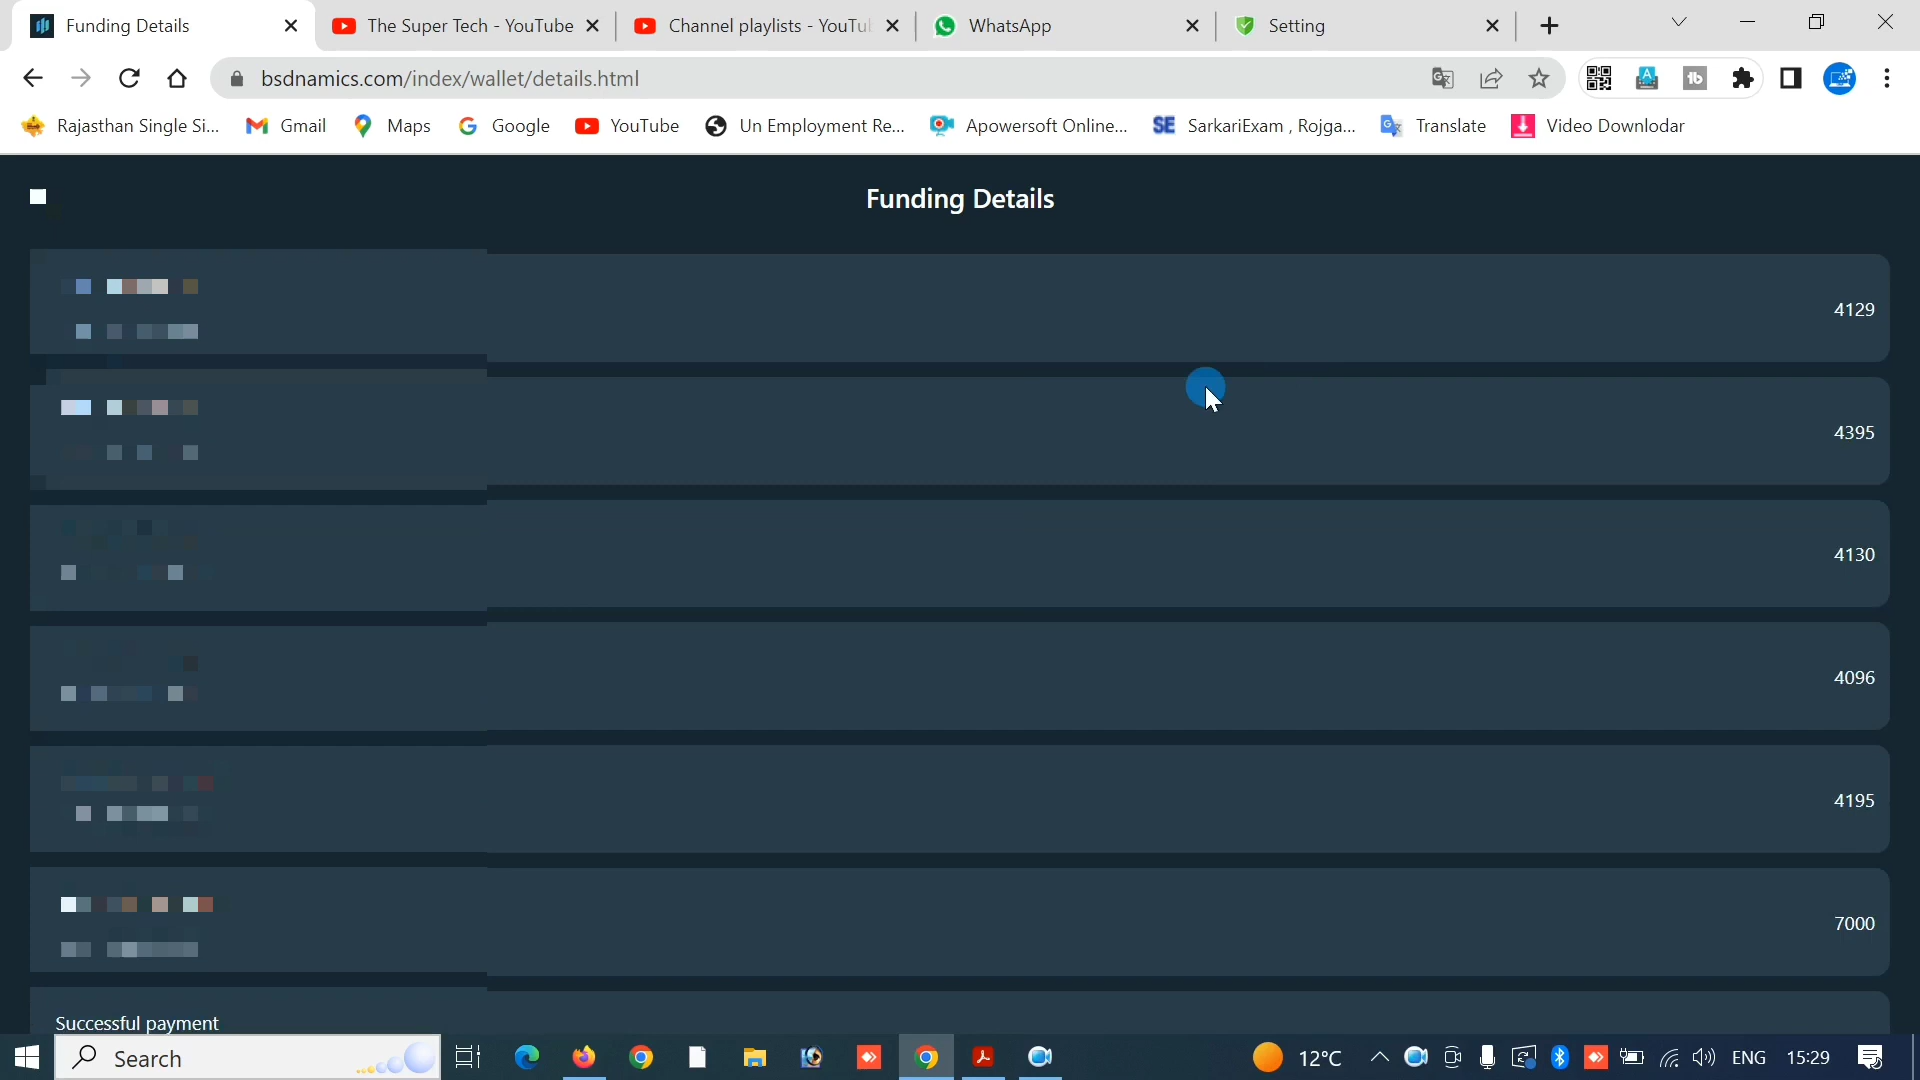 Funding Details
The Super Tech - YouTube
Channel playlists - YouTu
WhatsApp
Setting
bsdnamics.com/index/wallet/details.html
Rajasthan Single Si...
Gmail
Maps
Google
YouTube
Un Employment Re...
Apowersoft Online...
SE SarkariExam , Rojga...
Translate
Video Downlodar
Funding Details
4129
4395
4130
4096
4195
7000
Successful payment
Search
12°C
ENG
15:29